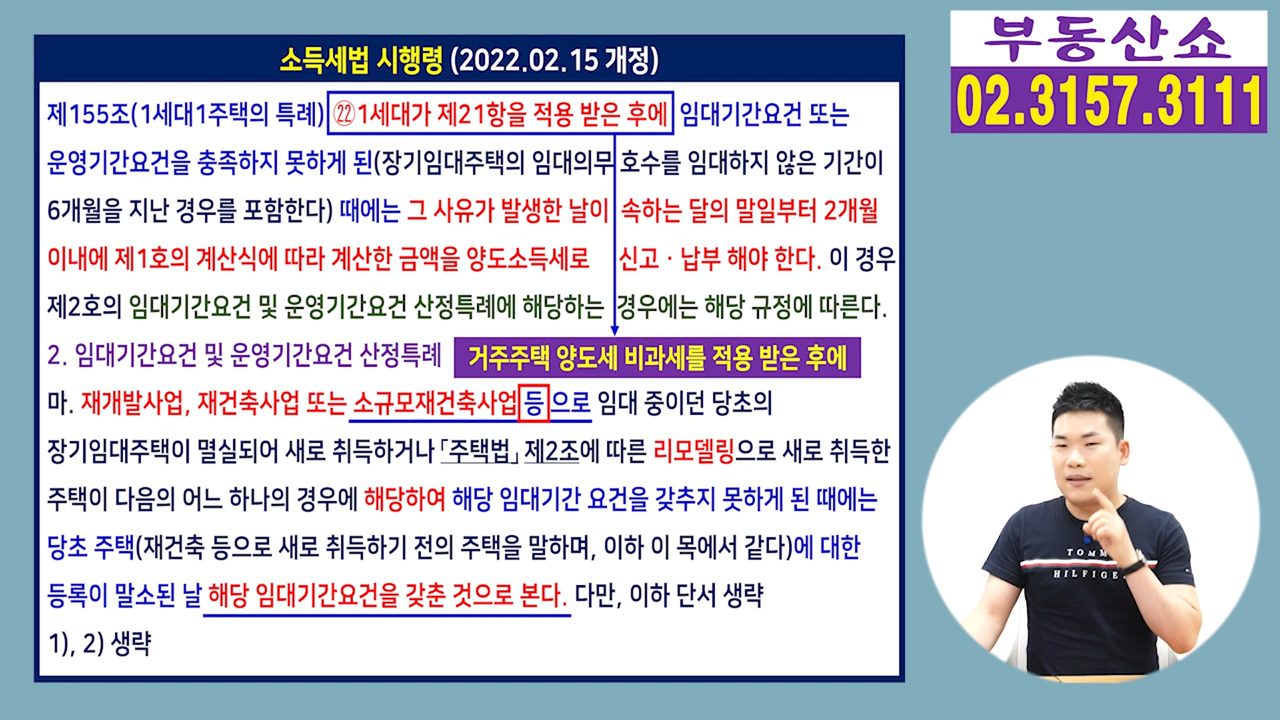 부동산쇼
02.3157.3111
소득세법 시행령 (2022.02.15 개정)
제155조(1세대1주택의 특례) ㉒1세대가 제21항을 적용 받은 후에 임대기간요건 또는
운영기간요건을 충족하지 못하게 된(장기임대주택의 임대의무호수를 임대하지 않은 기간이
6개월을 지난 경우를 포함한다) 때에는 그 사유가 발생한 날이 속하는 달의 말일부터 2개월
이내에 제1호의 계산식에 따라 계산한 금액을 양도소득세로 신고·납부 해야 한다. 이 경우
제2호의 임대기간요건 및 운영기간요건 산정특례에 해당하는 경우에는 해당 규정에 따른다.
2. 임대기간요건 및 운영기간요건 산정특례 거주주택 양도세 비과세를 적용 받은 후에
마. 재개발사업, 재건축사업 또는 소규모재건축사업 등으로 임대 중이던 당초의
장기임대주택이 멸실되어 새로 취득하거나 「주택법」 제2조에 따른 리모델링으로 새로 취득한
주택이 다음의 어느 하나의 경우에 해당하여 해당 임대기간 요건을 갖추지 못하게 된 때에는
당초 주택(재건축 등으로 새로 취득하기 전의 주택을 말하며, 이하 이 목에서 같다)에 대한
등록이 말소된 날 해당 임대기간요건을 갖춘 것으로 본다. 다만, 이하 단서 생략
1), 2) 생략
TOMM
HILFIGE